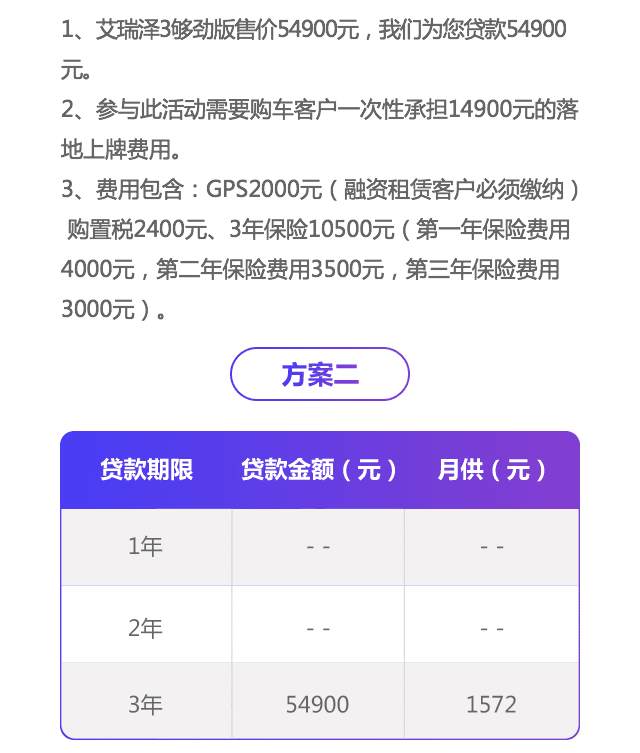 1、艾瑞泽3够劲版售价54900元，我们为您贷款54900
元。
2、参与此活动需要购车客户一次性承担14900元的落
地上牌费用。
3、费用包含：GPS2000元（融资租赁客户必须缴纳）
购置税2400元、3年保险10500元（第一年保险费用
4000元，第二年保险费用3500元，第三年保险费用
3000元）。
方案二
贷款期限 贷款金额（元） 月供（元）
1年 -- --
2年 -- --
3年 54900 1572